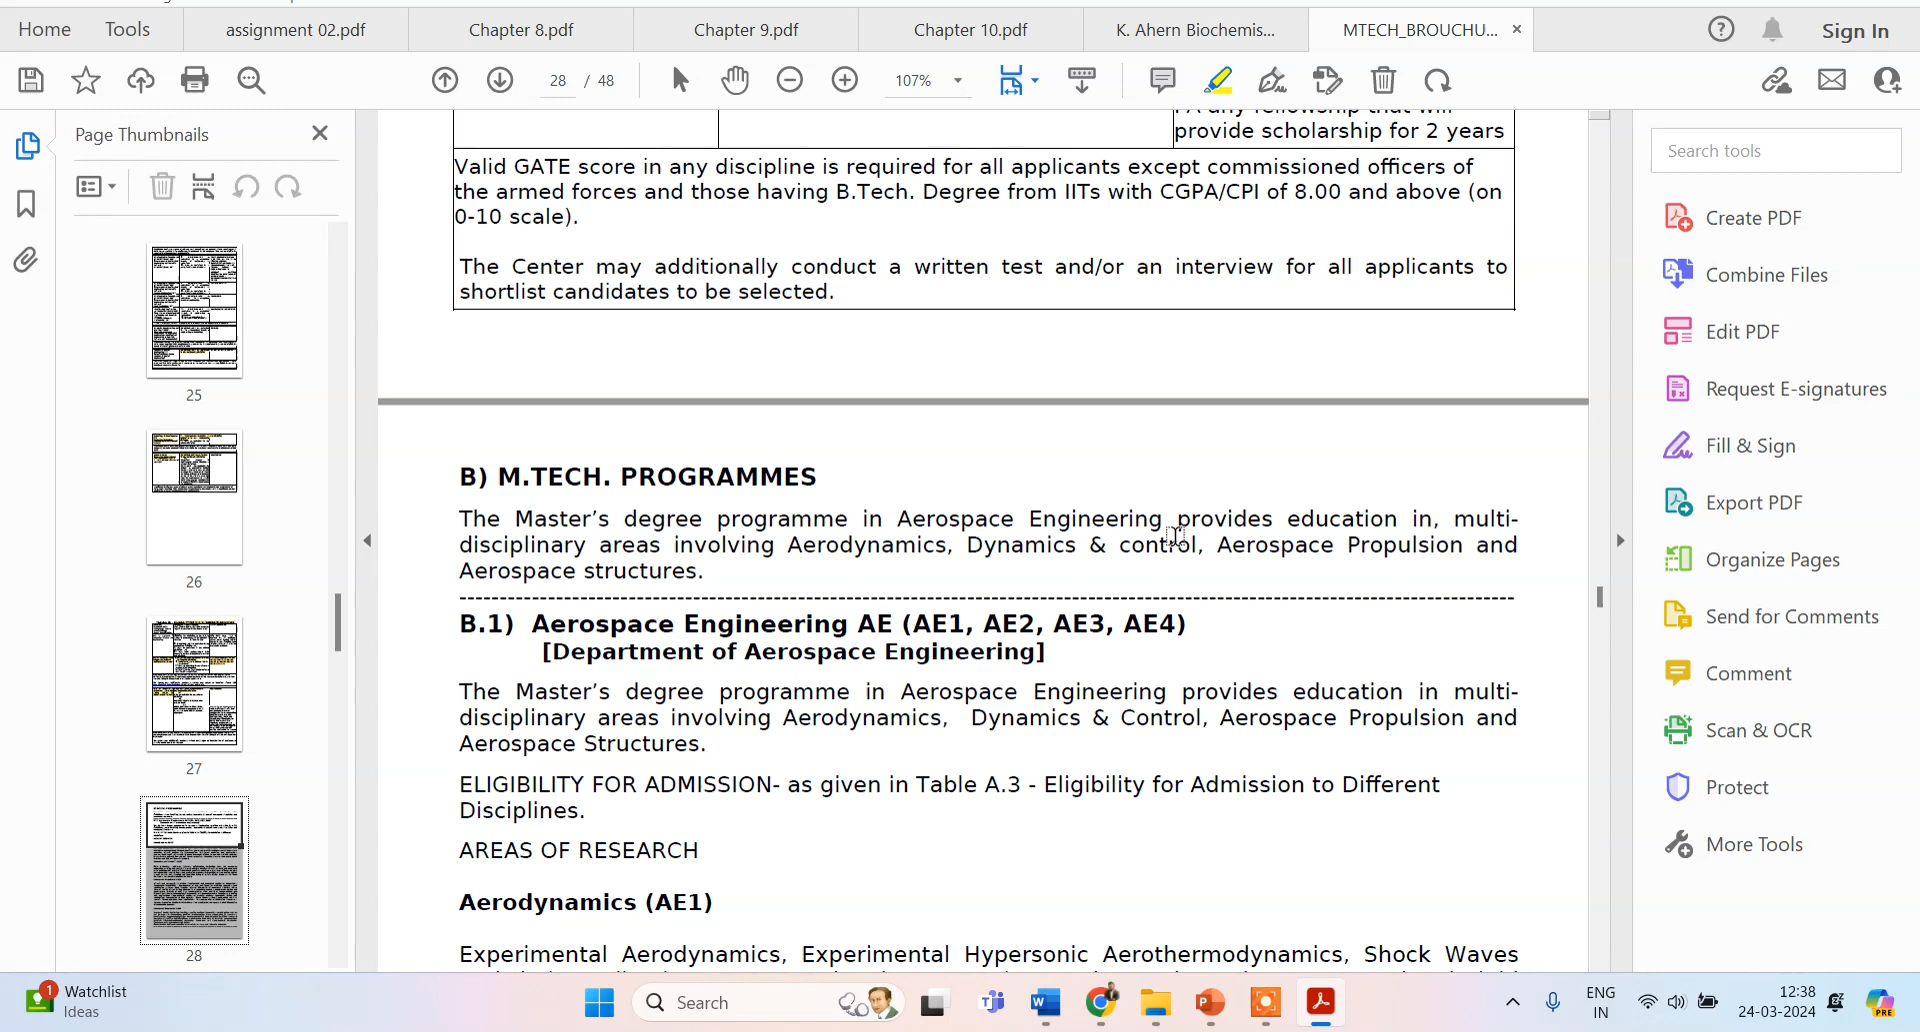 Home
Tools
assignment 02.pdf
Chapter 8.pdf
Chapter 9.pdf
Chapter 10.pdf
K. Ahern Biochemis...
MTECH_BROUCHU...
Sign In
28 / 48
107%
Page Thumbnails
25
26
27
28
provide scholarship for 2 years
Valid GATE score in any discipline is required for all applicants except commissioned officers of
the armed forces and those having B.Tech. Degree from IITs with CGPA/CPI of 8.00 and above (on
0-10 scale).
The Center may additionally conduct a written test and/or an interview for all applicants to
shortlist candidates to be selected.
B) M.TECH. PROGRAMMES
The Master's degree programme in Aerospace Engineering provides education in, multi-
disciplinary areas involving Aerodynamics, Dynamics & control, Aerospace Propulsion and
Aerospace structures.
B.1) Aerospace Engineering AE (AE1, AE2, AE3, AE4)
[Department of Aerospace Engineering]
The Master's degree programme in Aerospace Engineering provides education in multi-
disciplinary areas involving Aerodynamics, Dynamics & Control, Aerospace Propulsion and
Aerospace Structures.
ELIGIBILITY FOR ADMISSION- as given in Table A.3 - Eligibility for Admission to Different
Disciplines.
AREAS OF RESEARCH
Aerodynamics (AE1)
Experimental Aerodynamics, Experimental Hypersonic Aerothermodynamics, Shock Waves
Search tools
Create PDF
Combine Files
Edit PDF
Request E-signatures
Fill & Sign
Export PDF
Organize Pages
Send for Comments
Comment
Scan & OCR
Protect
More Tools
1
Watchlist
Ideas
Search
ENG
IN
12:38
24-03-2024
PRE